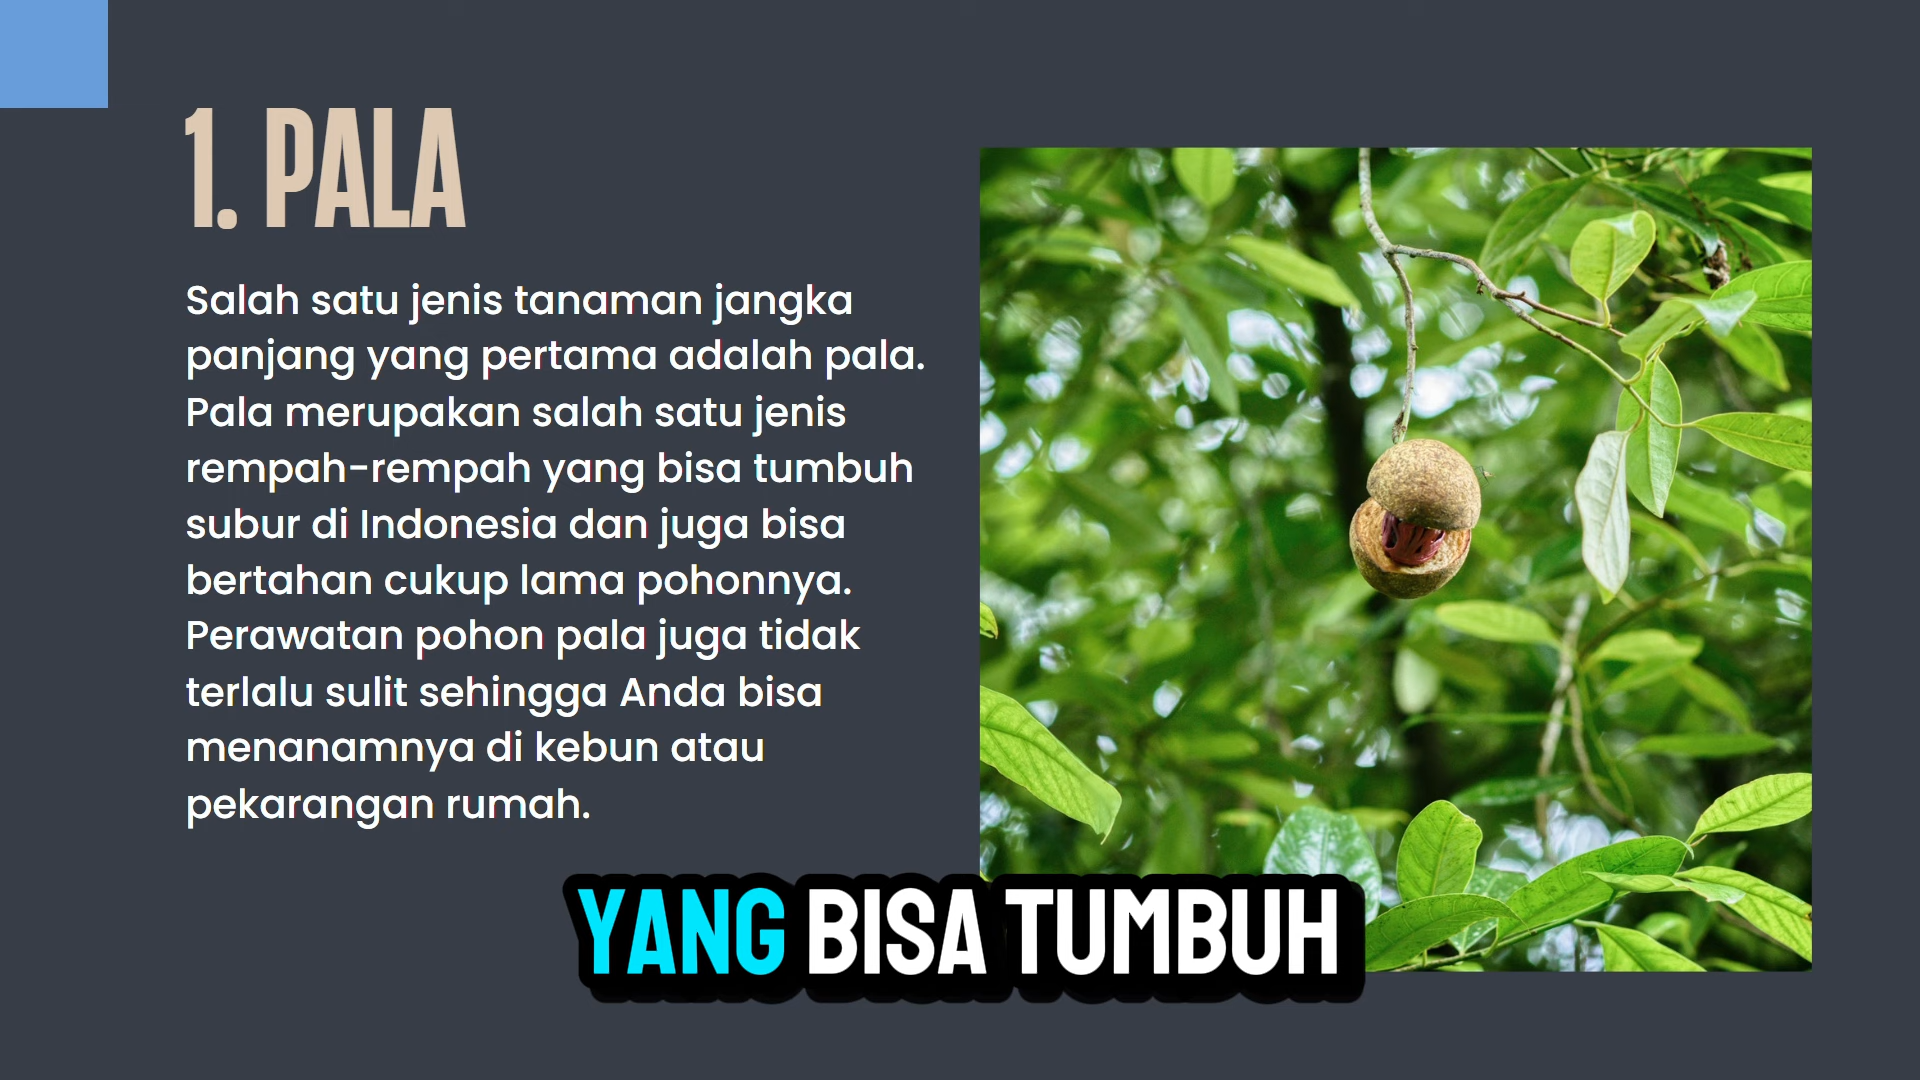 1. PALA
Salah satu jenis tanaman jangka
panjang yang pertama adalah pala.
Pala merupakan salah satu jenis
rempah-rempah yang bisa tumbuh
subur di Indonesia dan juga bisa
bertahan cukup lama pohonnya.
Perawatan pohon pala juga tidak
terlalu sulit sehingga Anda bisa
menanamnya di kebun atau
pekarangan rumah.
YANG BISA TUMBUH